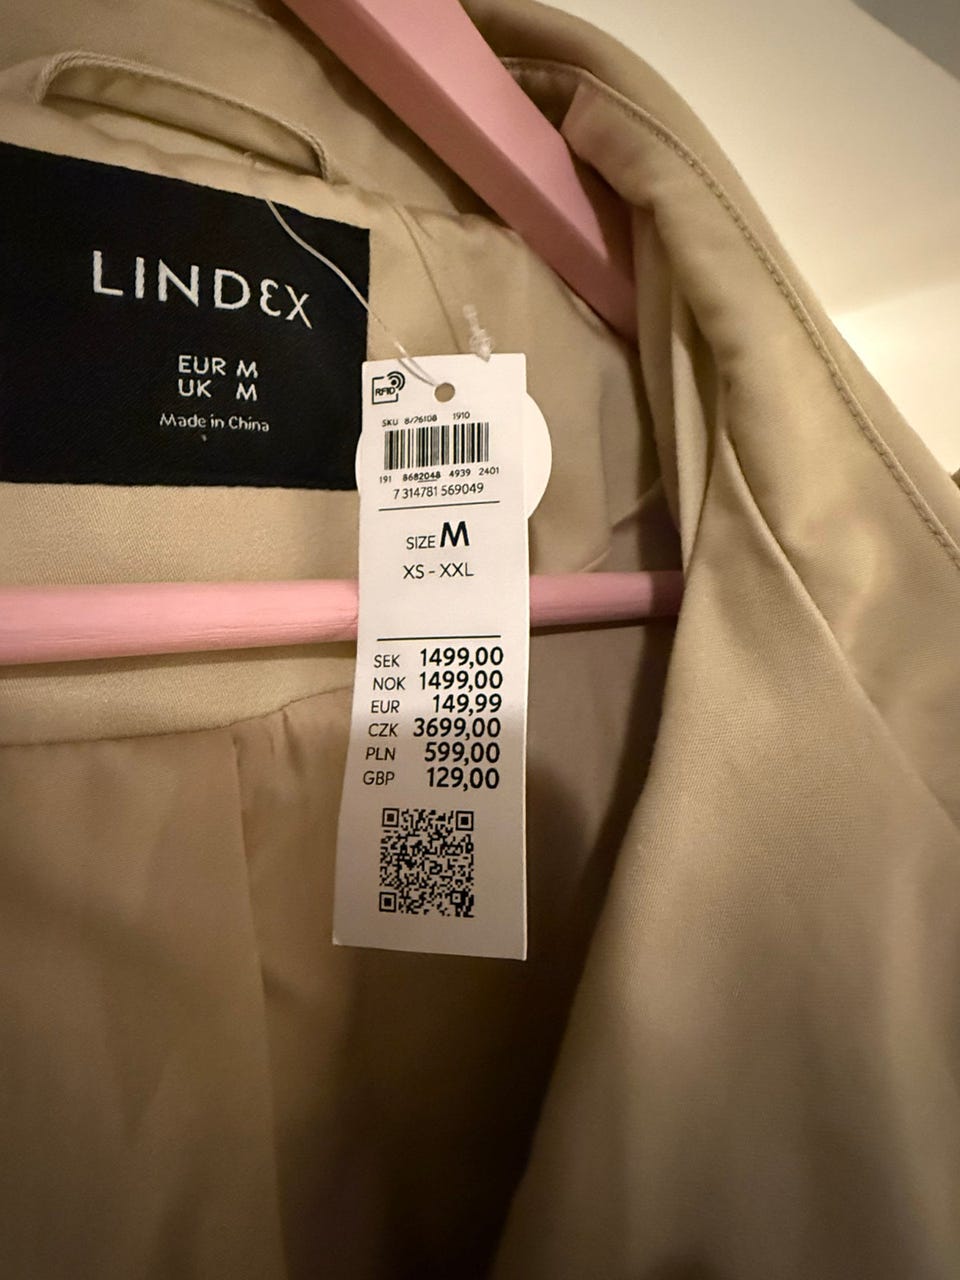 LINDEX
EUR M
UK M
Made in China
RFID
SKU 8726108 1910
191 8682048 4939 2401
7 314781 569049
SIZE M
XS - XXL
SEK 1499,00
NOK 1499,00
EUR 149,99
CZK 3699,00
PLN 599,00
GBP 129,00